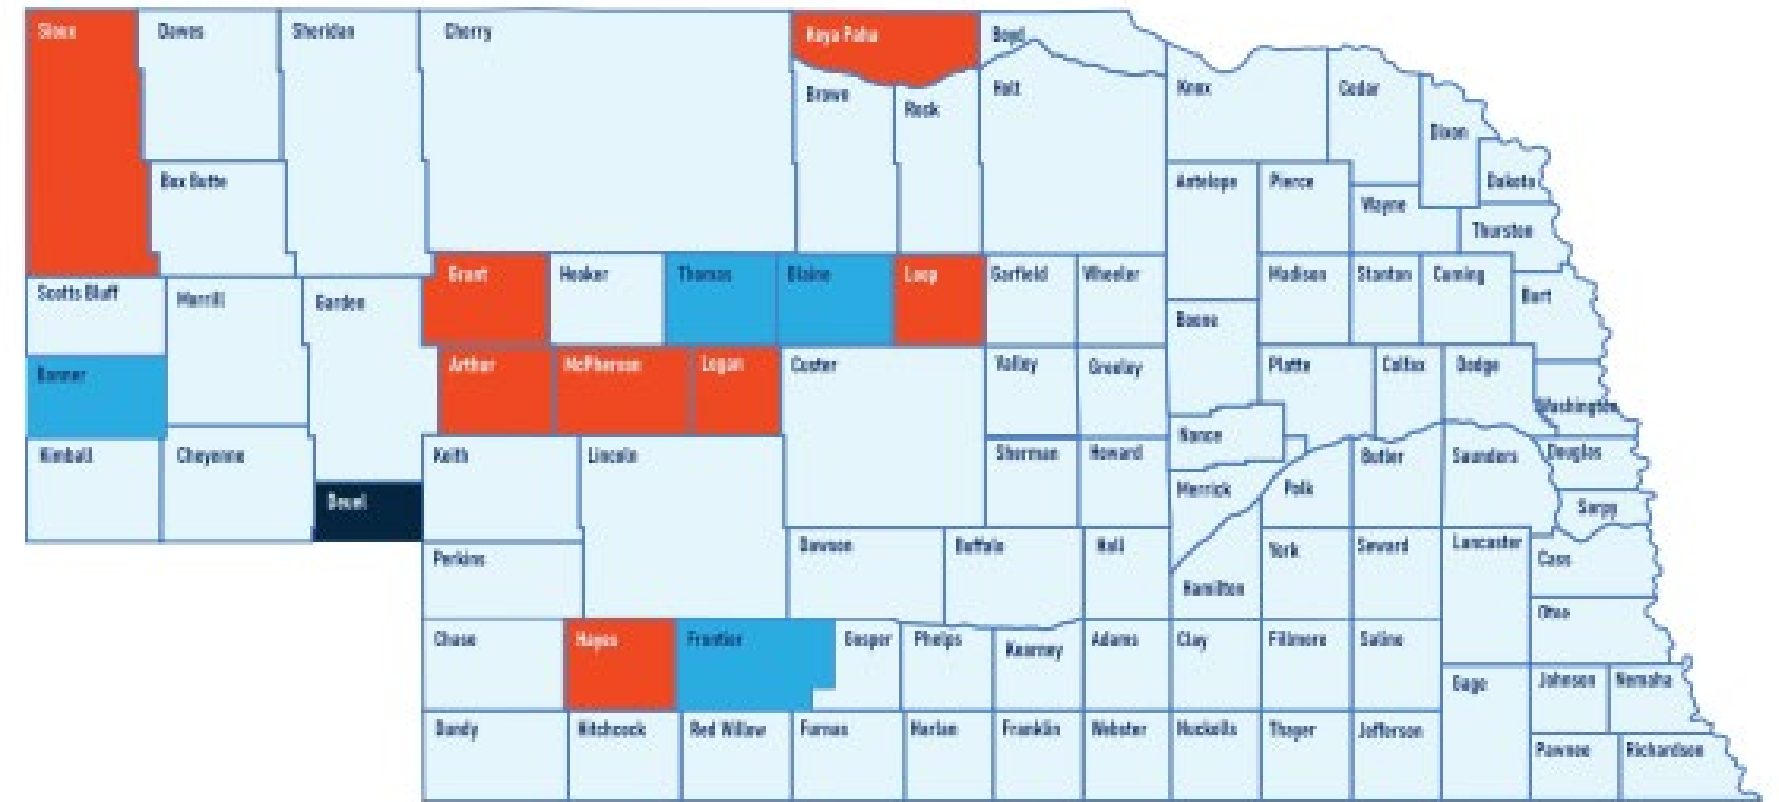 Sioux
Dawes
Sheridan
Cherry
Keya Paha
Boyd
Knox
Cedar
Dixon
Dakota
Brown
Rock
Holt
Box Butte
Antelope
Pierce
Wayne
Thurston
Scotts Bluff
Morrill
Garden
Grant
Hooker
Thomas
Blaine
Loup
Garfield
Wheeler
Boone
Madison
Stanton
Cuming
Burt
Banner
Arthur
McPherson
Logan
Custer
Valley
Greeley
Platte
Colfax
Dodge
Washington
Kimball
Cheyenne
Deuel
Keith
Lincoln
Sherman
Howard
Nance
Merrick
Polk
Butler
Saunders
Douglas
Sarpy
Perkins
Dawson
Buffalo
Hall
Hamilton
York
Seward
Lancaster
Cass
Otoe
Chase
Hayes
Frontier
Gosper
Phelps
Kearney
Adams
Clay
Fillmore
Saline
Gage
Johnson
Nemaha
Dundy
Hitchcock
Red Willow
Furnas
Harlan
Franklin
Webster
Nuckolls
Thayer
Jefferson
Pawnee
Richardson